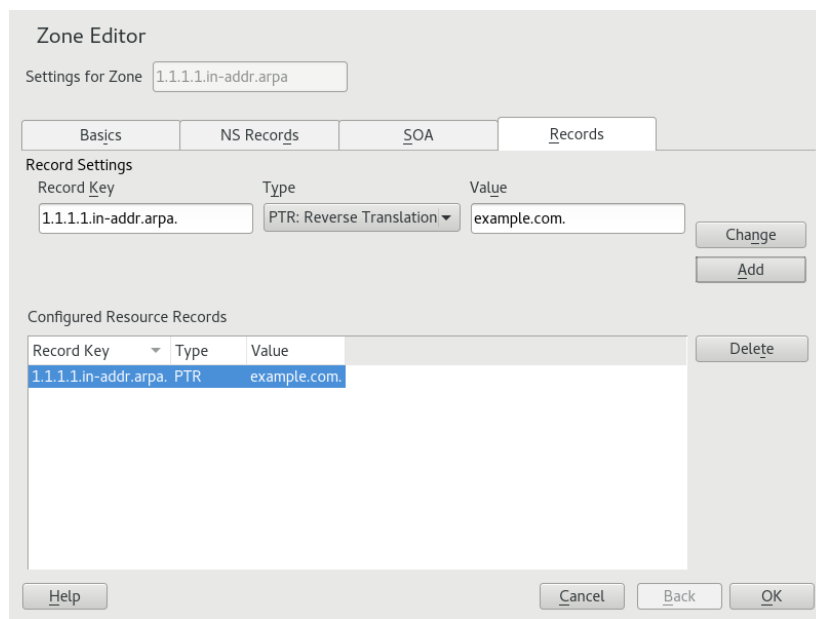 Zone Editor
Settings for Zone 1.1.1.1.in-addr.arpa
Basics NS Records SOA Records
Record Settings
Record Key Type Value
1.1.1.1.in-addr.arpa. PTR: Reverse Translation example.com.
Change
Add
Configured Resource Records
Record Key Type Value
Delete
1.1.1.1.in-addr.arpa. PTR example.com.
Help Cancel Back OK